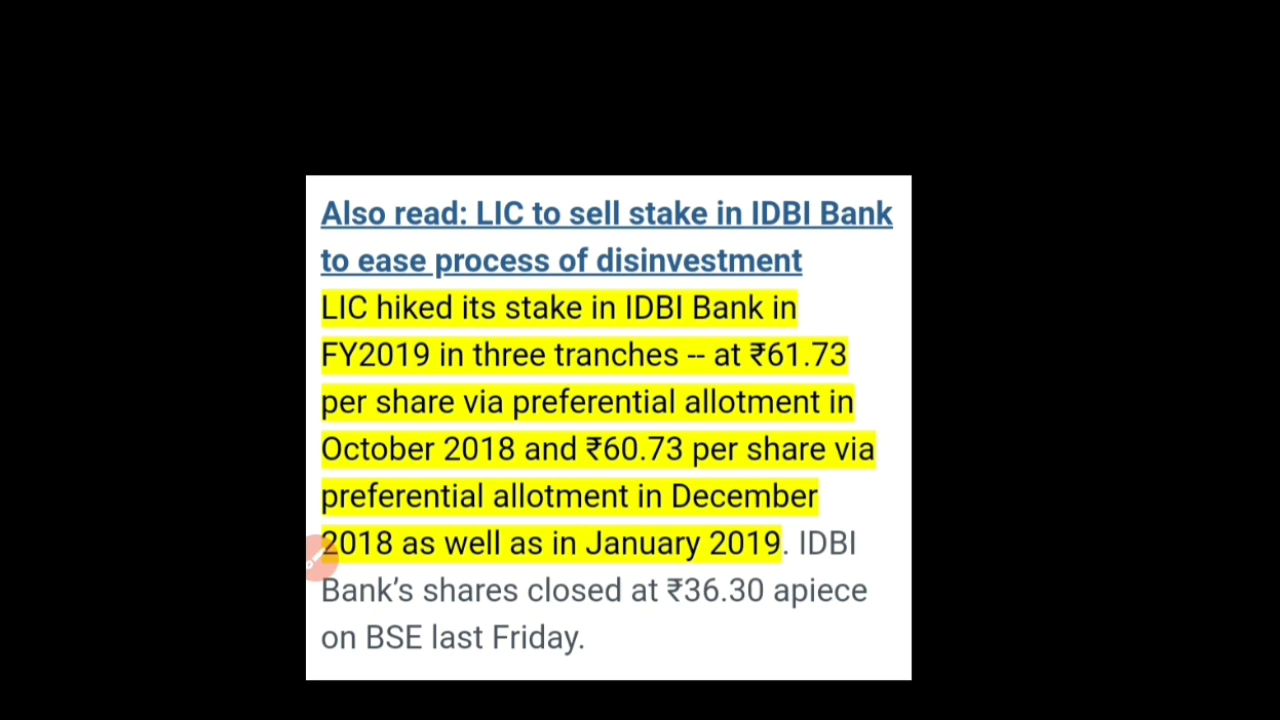 Also read: LIC to sell stake in IDBI Bank
to ease process of disinvestment
LIC hiked its stake in IDBI Bank in
FY2019 in three tranches -- at ₹61.73
per share via preferential allotment in
October 2018 and ₹60.73 per share via
preferential allotment in December
2018 as well as in January 2019. IDBI
Bank’s shares closed at ₹36.30 apiece
on BSE last Friday.